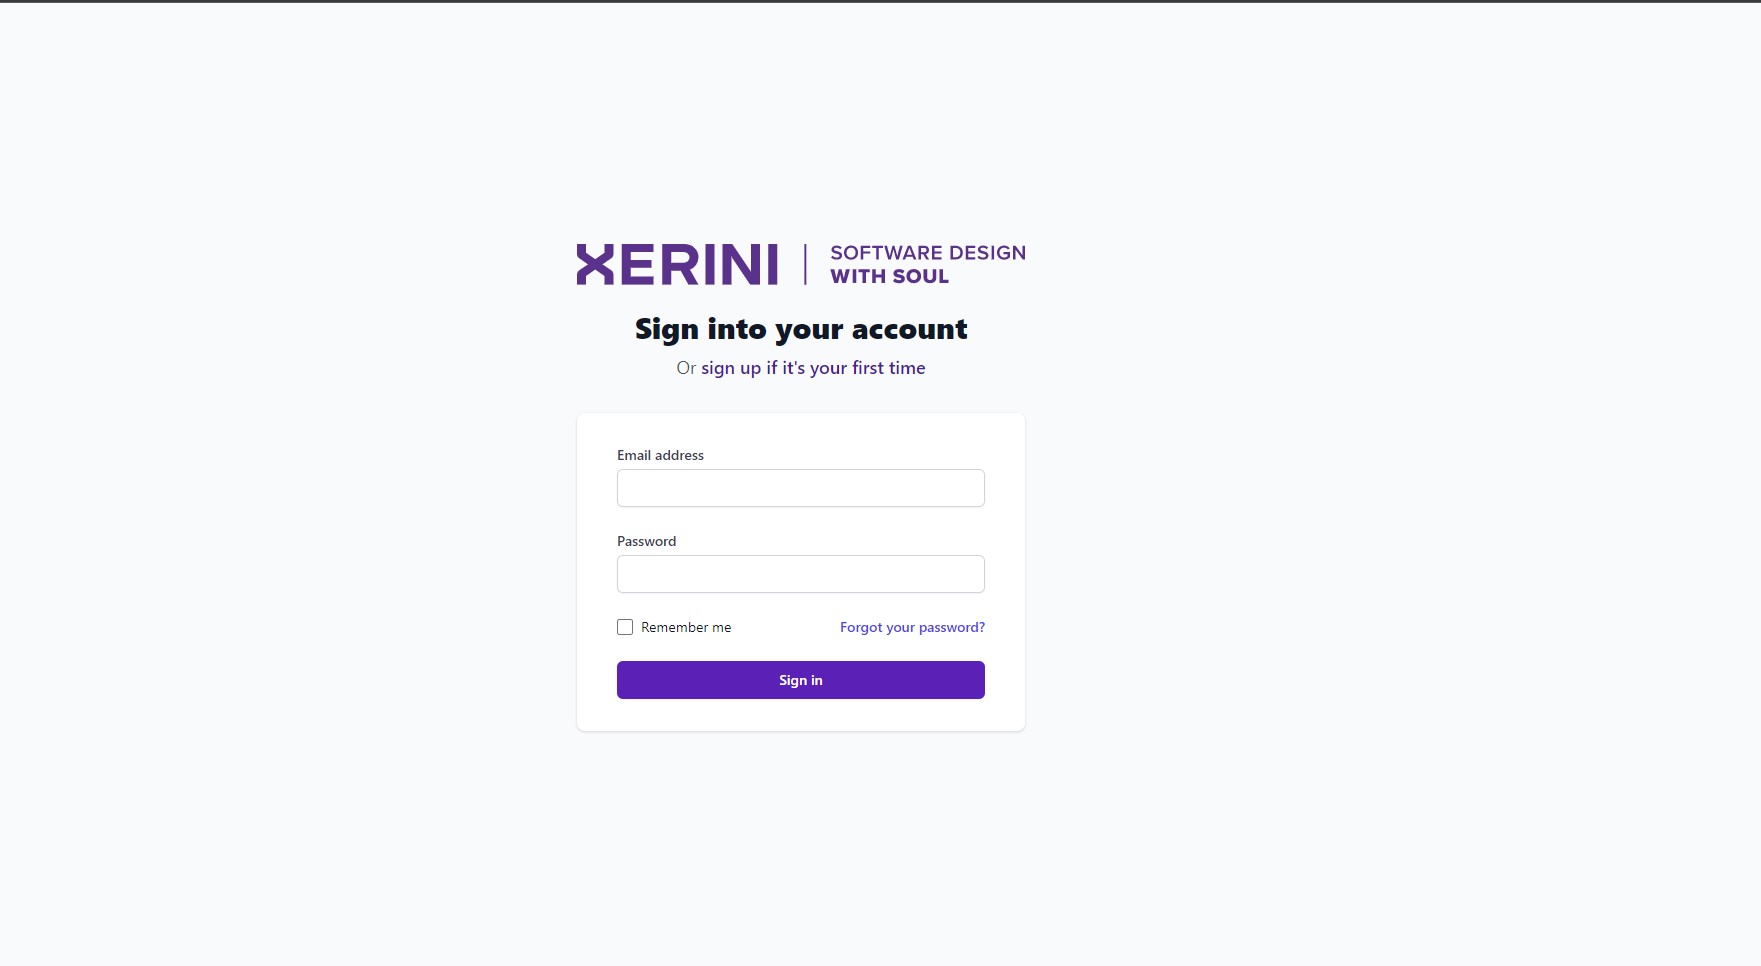 XERINI | SOFTWARE DESIGN
WITH SOUL
Sign into your account
Or sign up if it's your first time
Email address
Password
Remember me
Forgot your password?
Sign in